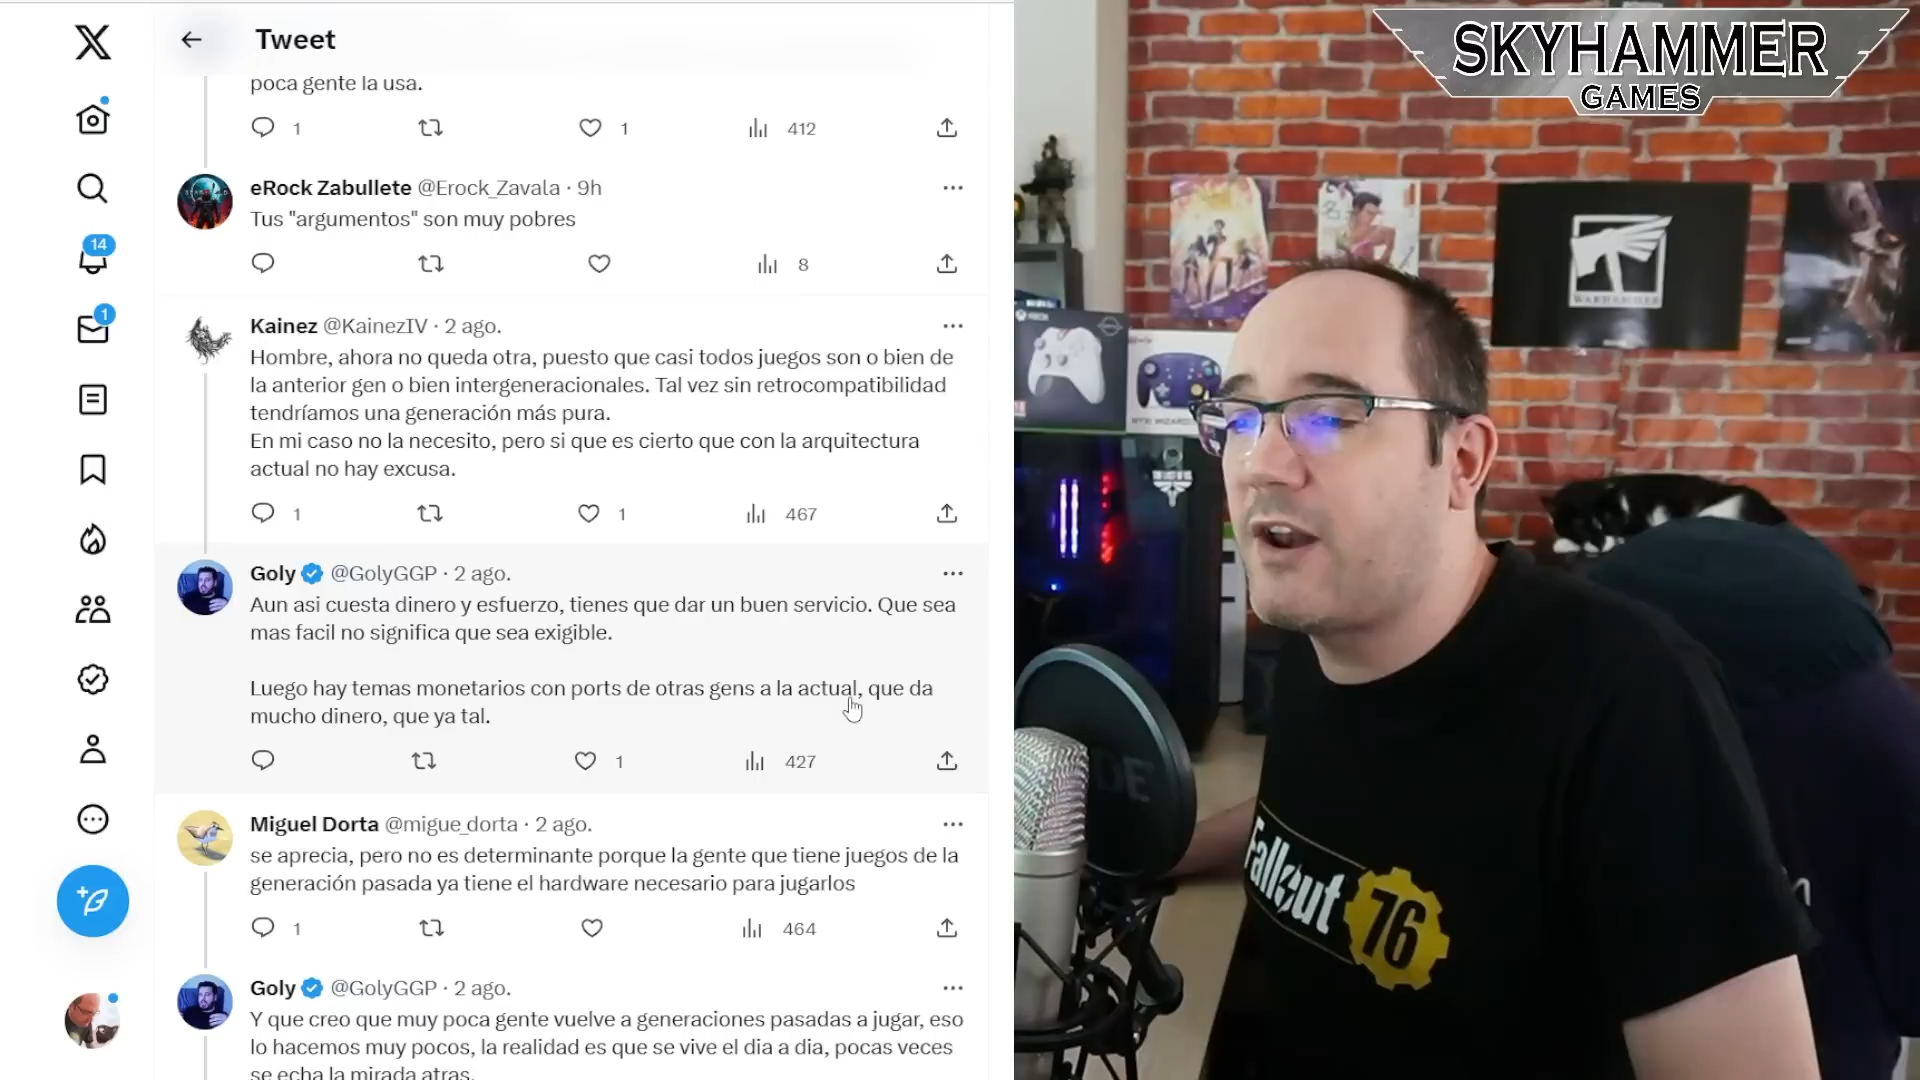 Tweet
poca gente la usa.
1
1
412
eRock Zabullete @Erock_Zavala · 9h
Tus "argumentos" son muy pobres
8
Kainez @KainezIV · 2 ago.
Hombre, ahora no queda otra, puesto que casi todos juegos son o bien de
la anterior gen o bien intergeneracionales. Tal vez sin retrocompatibilidad
tendríamos una generación más pura.
En mi caso no la necesito, pero si que es cierto que con la arquitectura
actual no hay excusa.
1
1
467
Goly @GolyGGP · 2 ago.
Aun asi cuesta dinero y esfuerzo, tienes que dar un buen servicio. Que sea
mas facil no significa que sea exigible.
Luego hay temas monetarios con ports de otras gens a la actual, que da
mucho dinero, que ya tal.
1
427
Miguel Dorta @migue_dorta · 2 ago.
se aprecia, pero no es determinante porque la gente que tiene juegos de la
generación pasada ya tiene el hardware necesario para jugarlos
1
464
Goly @GolyGGP · 2 ago.
Y que creo que muy poca gente vuelve a generaciones pasadas a jugar, eso
lo hacemos muy pocos, la realidad es que se vive el dia a dia, pocas veces
se echa la mirada atras.
14
1
SKYHAMMER
GAMES
WARHAMMER
XBOX
Fallout
76